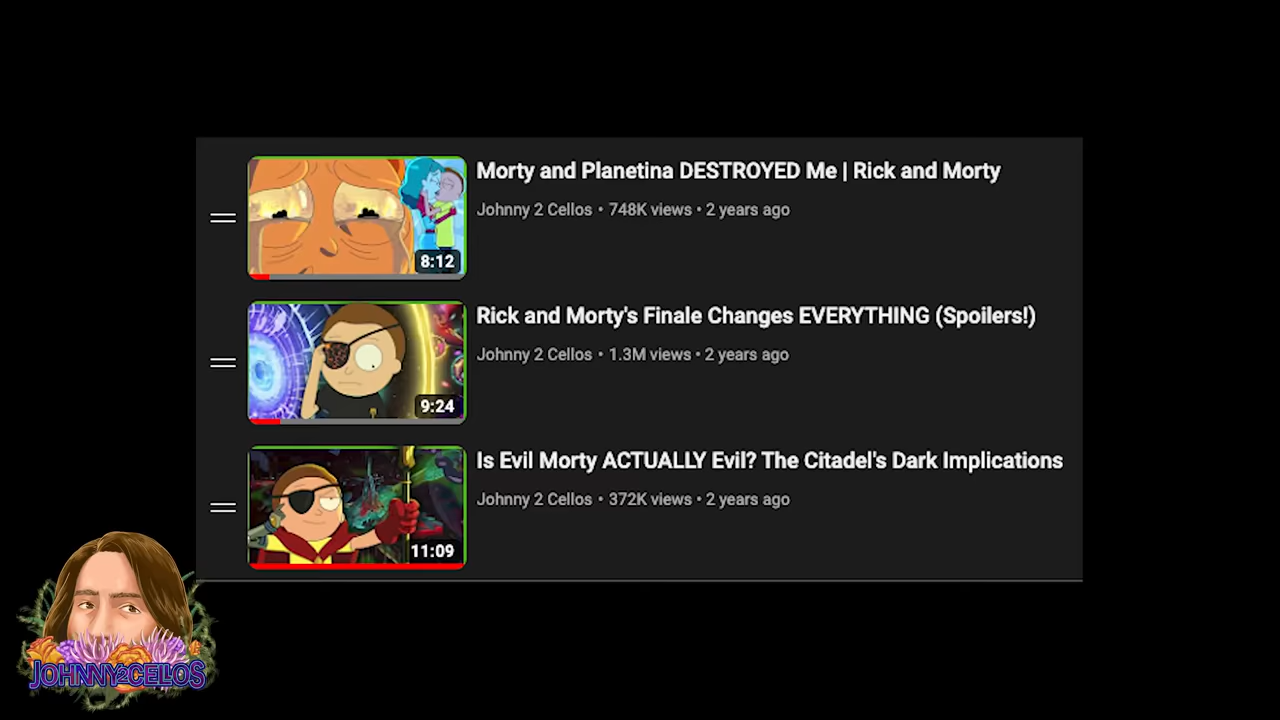 Morty and Planetina DESTROYED Me | Rick and Morty
Johnny 2 Cellos • 748K views • 2 years ago
8:12
Rick and Morty's Finale Changes EVERYTHING (Spoilers!)
Johnny 2 Cellos • 1.3M views • 2 years ago
9:24
Is Evil Morty ACTUALLY Evil? The Citadel's Dark Implications
Johnny 2 Cellos • 372K views • 2 years ago
11:09
JOHNNY2CELLOS